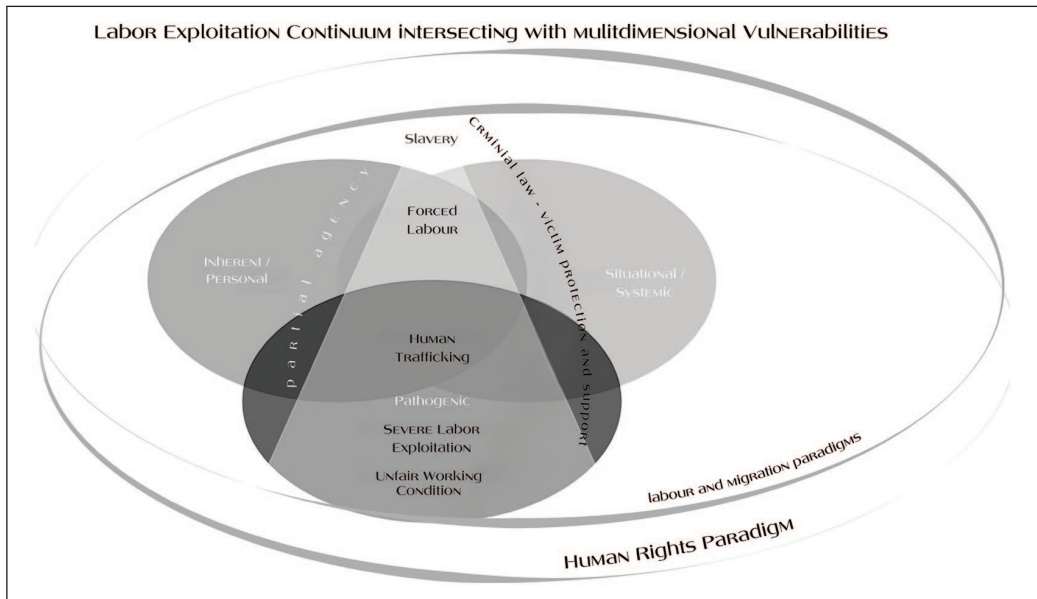 Labor Exploitation Continuum intersecting with mulitdimensional Vulnerabilities
Slavery
Crminial law - victim protection and support
partial agency
Forced
Labour
Inherent /
Personal
Situational /
Systemic
Human
Trafficking
Pathogenic
Severe Labor
Exploitation
Unfair Working
Condition
labour and migration paradigms
Human Rights Paradigm